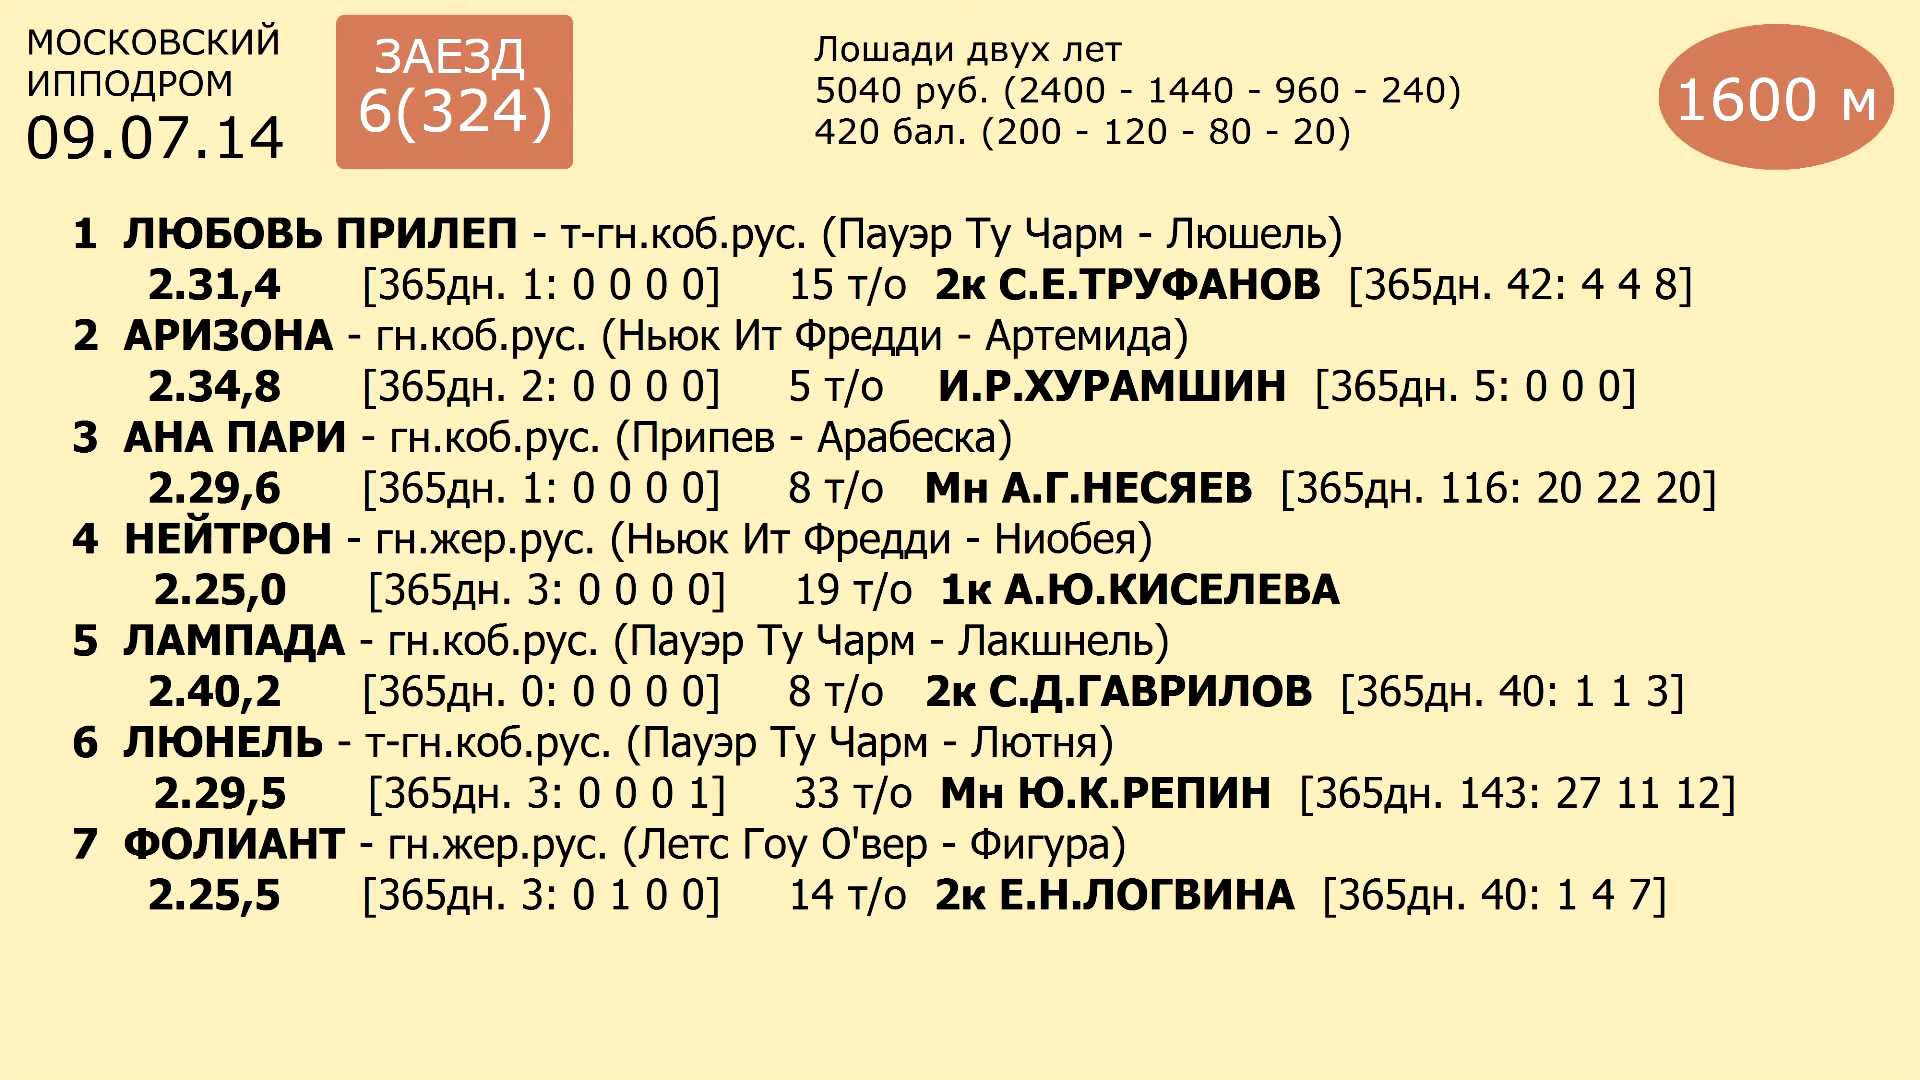 МОСКОВСКИЙ
ИППОДРОМ
09.07.14
ЗАЕЗД
6(324)
Лошади двух лет
5040 руб. (2400 - 1440 - 960 - 240)
420 бал. (200 - 120 - 80 - 20)
1600 м
1 ЛЮБОВЬ ПРИЛЕП - т-гн.коб.рус. (Пауэр Ту Чарм - Люшель)
2.31,4 [365дн. 1: 0 0 0 0] 15 т/о 2к С.Е.ТРУФАНОВ [365дн. 42: 4 4 8]
2 АРИЗОНА - гн.коб.рус. (Ньюк Ит Фредди - Артемида)
2.34,8 [365дн. 2: 0 0 0 0] 5 т/о И.Р.ХУРАМШИН [365дн. 5: 0 0 0]
3 АНА ПАРИ - гн.коб.рус. (Припев - Арабеска)
2.29,6 [365дн. 1: 0 0 0 0] 8 т/о Мн А.Г.НЕСЯЕВ [365дн. 116: 20 22 20]
4 НЕЙТРОН - гн.жер.рус. (Ньюк Ит Фредди - Ниобея)
2.25,0 [365дн. 3: 0 0 0 0] 19 т/о 1к А.Ю.КИСЕЛЕВА
5 ЛАМПАДА - гн.коб.рус. (Пауэр Ту Чарм - Лакшнель)
2.40,2 [365дн. 0: 0 0 0 0] 8 т/о 2к С.Д.ГАВРИЛОВ [365дн. 40: 1 1 3]
6 ЛЮНЕЛЬ - т-гн.коб.рус. (Пауэр Ту Чарм - Лютня)
2.29,5 [365дн. 3: 0 0 0 1] 33 т/о Мн Ю.К.РЕПИН [365дн. 143: 27 11 12]
7 ФОЛИАНТ - гн.жер.рус. (Летс Гоу О'вер - Фигура)
2.25,5 [365дн. 3: 0 1 0 0] 14 т/о 2к Е.Н.ЛОГВИНА [365дн. 40: 1 4 7]